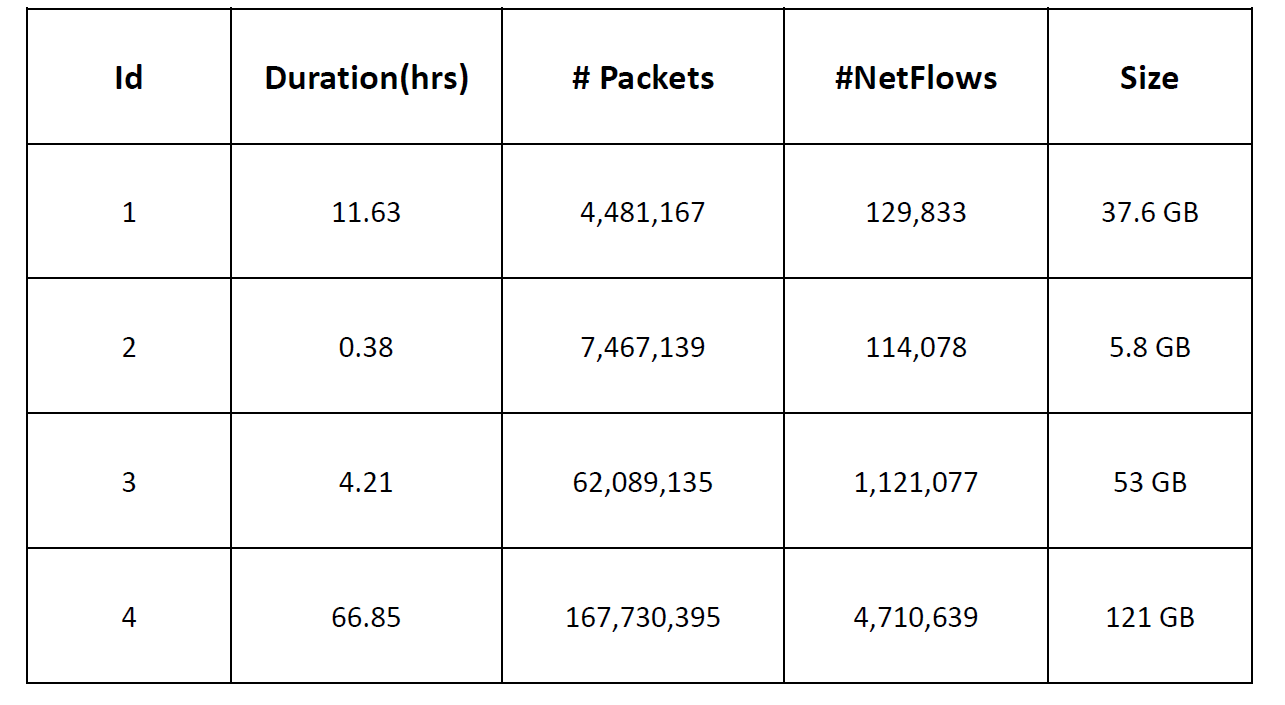 Id Duration(hrs) # Packets #NetFlows Size
1 11.63 4,481,167 129,833 37.6 GB
2 0.38 7,467,139 114,078 5.8 GB
3 4.21 62,089,135 1,121,077 53 GB
4 66.85 167,730,395 4,710,639 121 GB